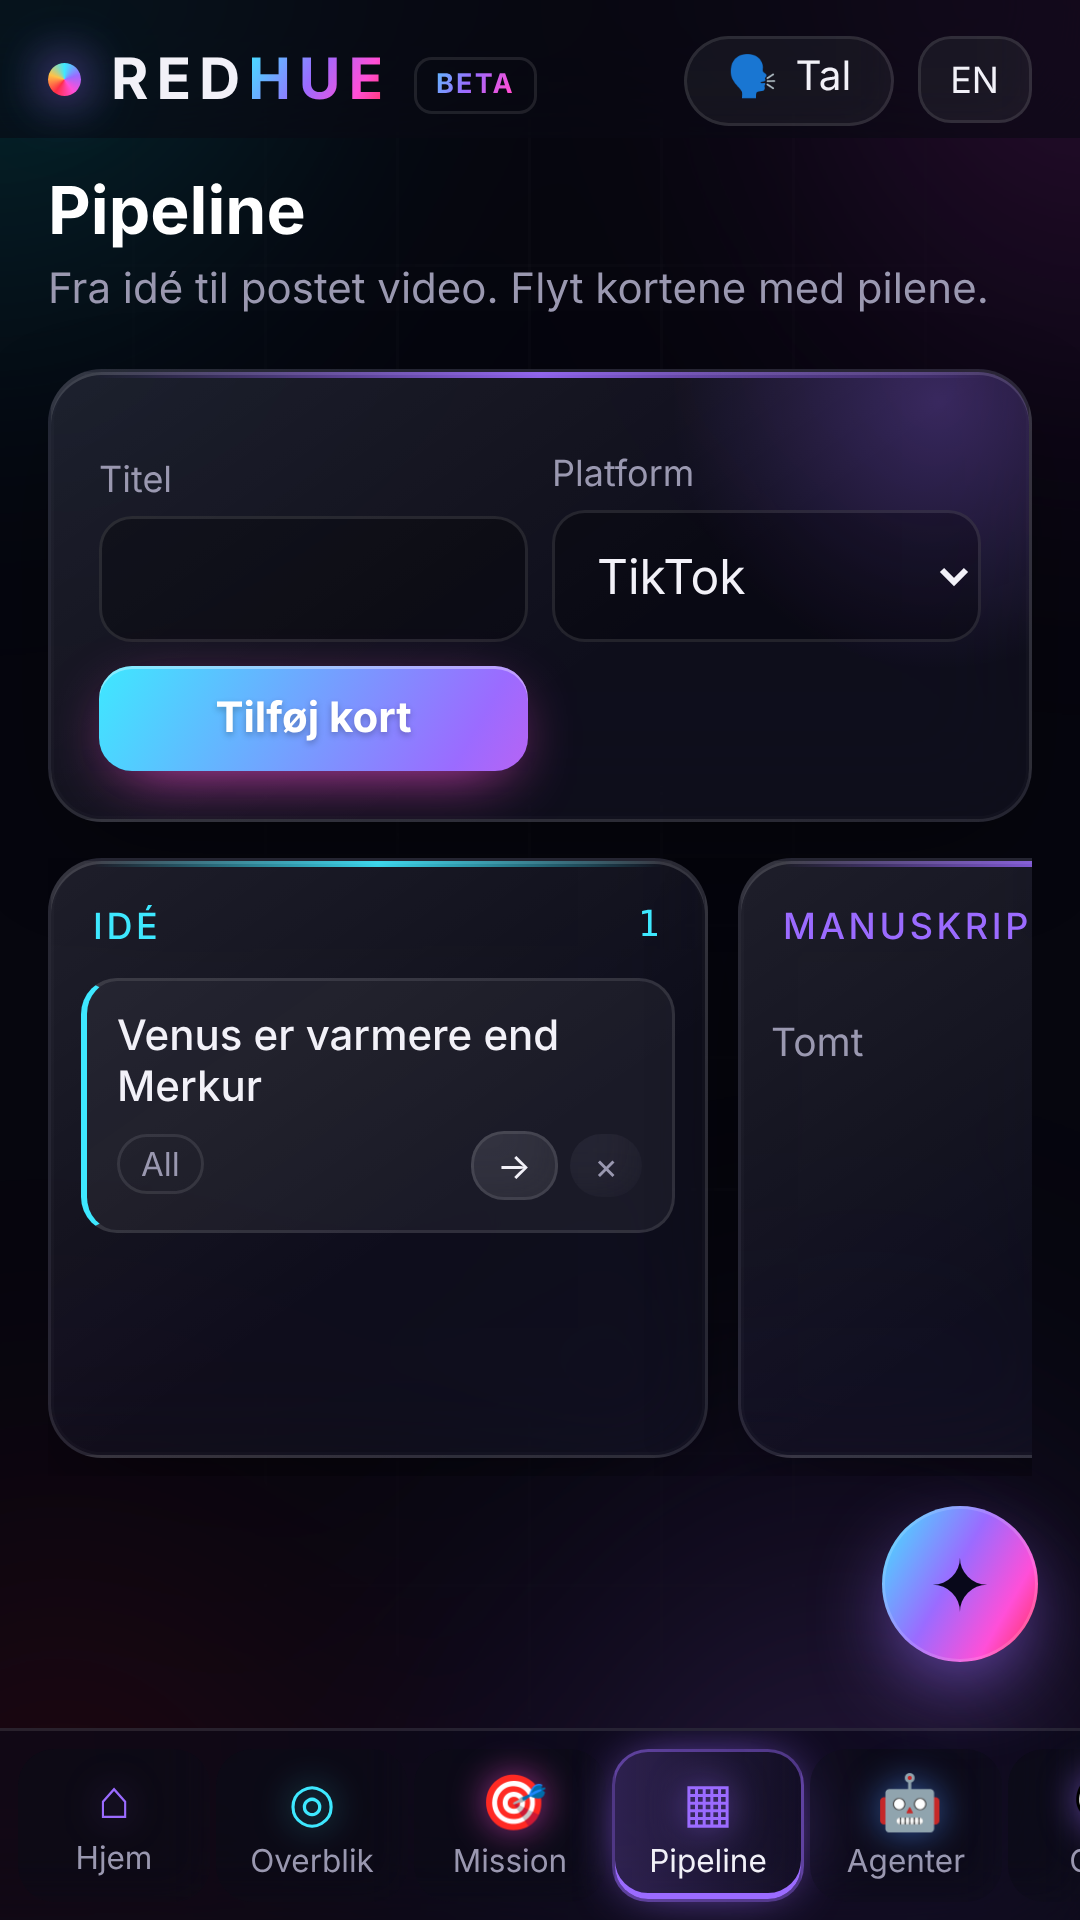 REDHUE BETA
Tal
EN
Pipeline
Fra idé til postet video. Flyt kortene med pilene.
Titel
Platform
TikTok
Tilføj kort
IDÉ
1
Venus er varmere end
Merkur
All
MANUSKRIP
Tomt
Hjem
Overblik
Mission
Pipeline
Agenter